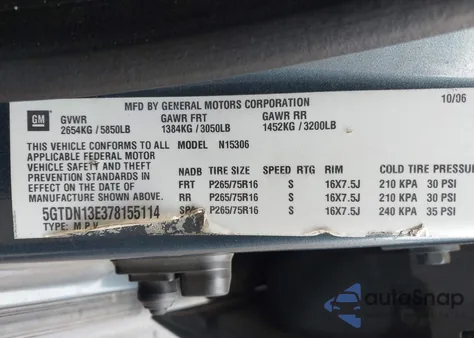 MFD BY GENERAL MOTORS CORPORATION 10/06
GM
GVWR GAWR FRT GAWR RR
2654KG / 5850LB 1384KG / 3050LB 1452KG / 3200LB
THIS VEHICLE CONFORMS TO ALL MODEL N15306
APPLICABLE FEDERAL MOTOR
VEHICLE SAFETY AND THEFT
PREVENTION STANDARDS IN
EFFECT ON THE DATE OF
MANUFACTURE SHOWN ABOVE.
5GTDN13E378155114
TYPE: M P V
NADB TIRE SIZE SPEED RTG RIM COLD TIRE PRESSUR
FRT P265/75R16 S 16X7.5J 210 KPA 30 PSI
RR P265/75R16 S 16X7.5J 210 KPA 30 PSI
SPA P265/75R16 S 16X7.5J 240 KPA 35 PSI
autoSnap